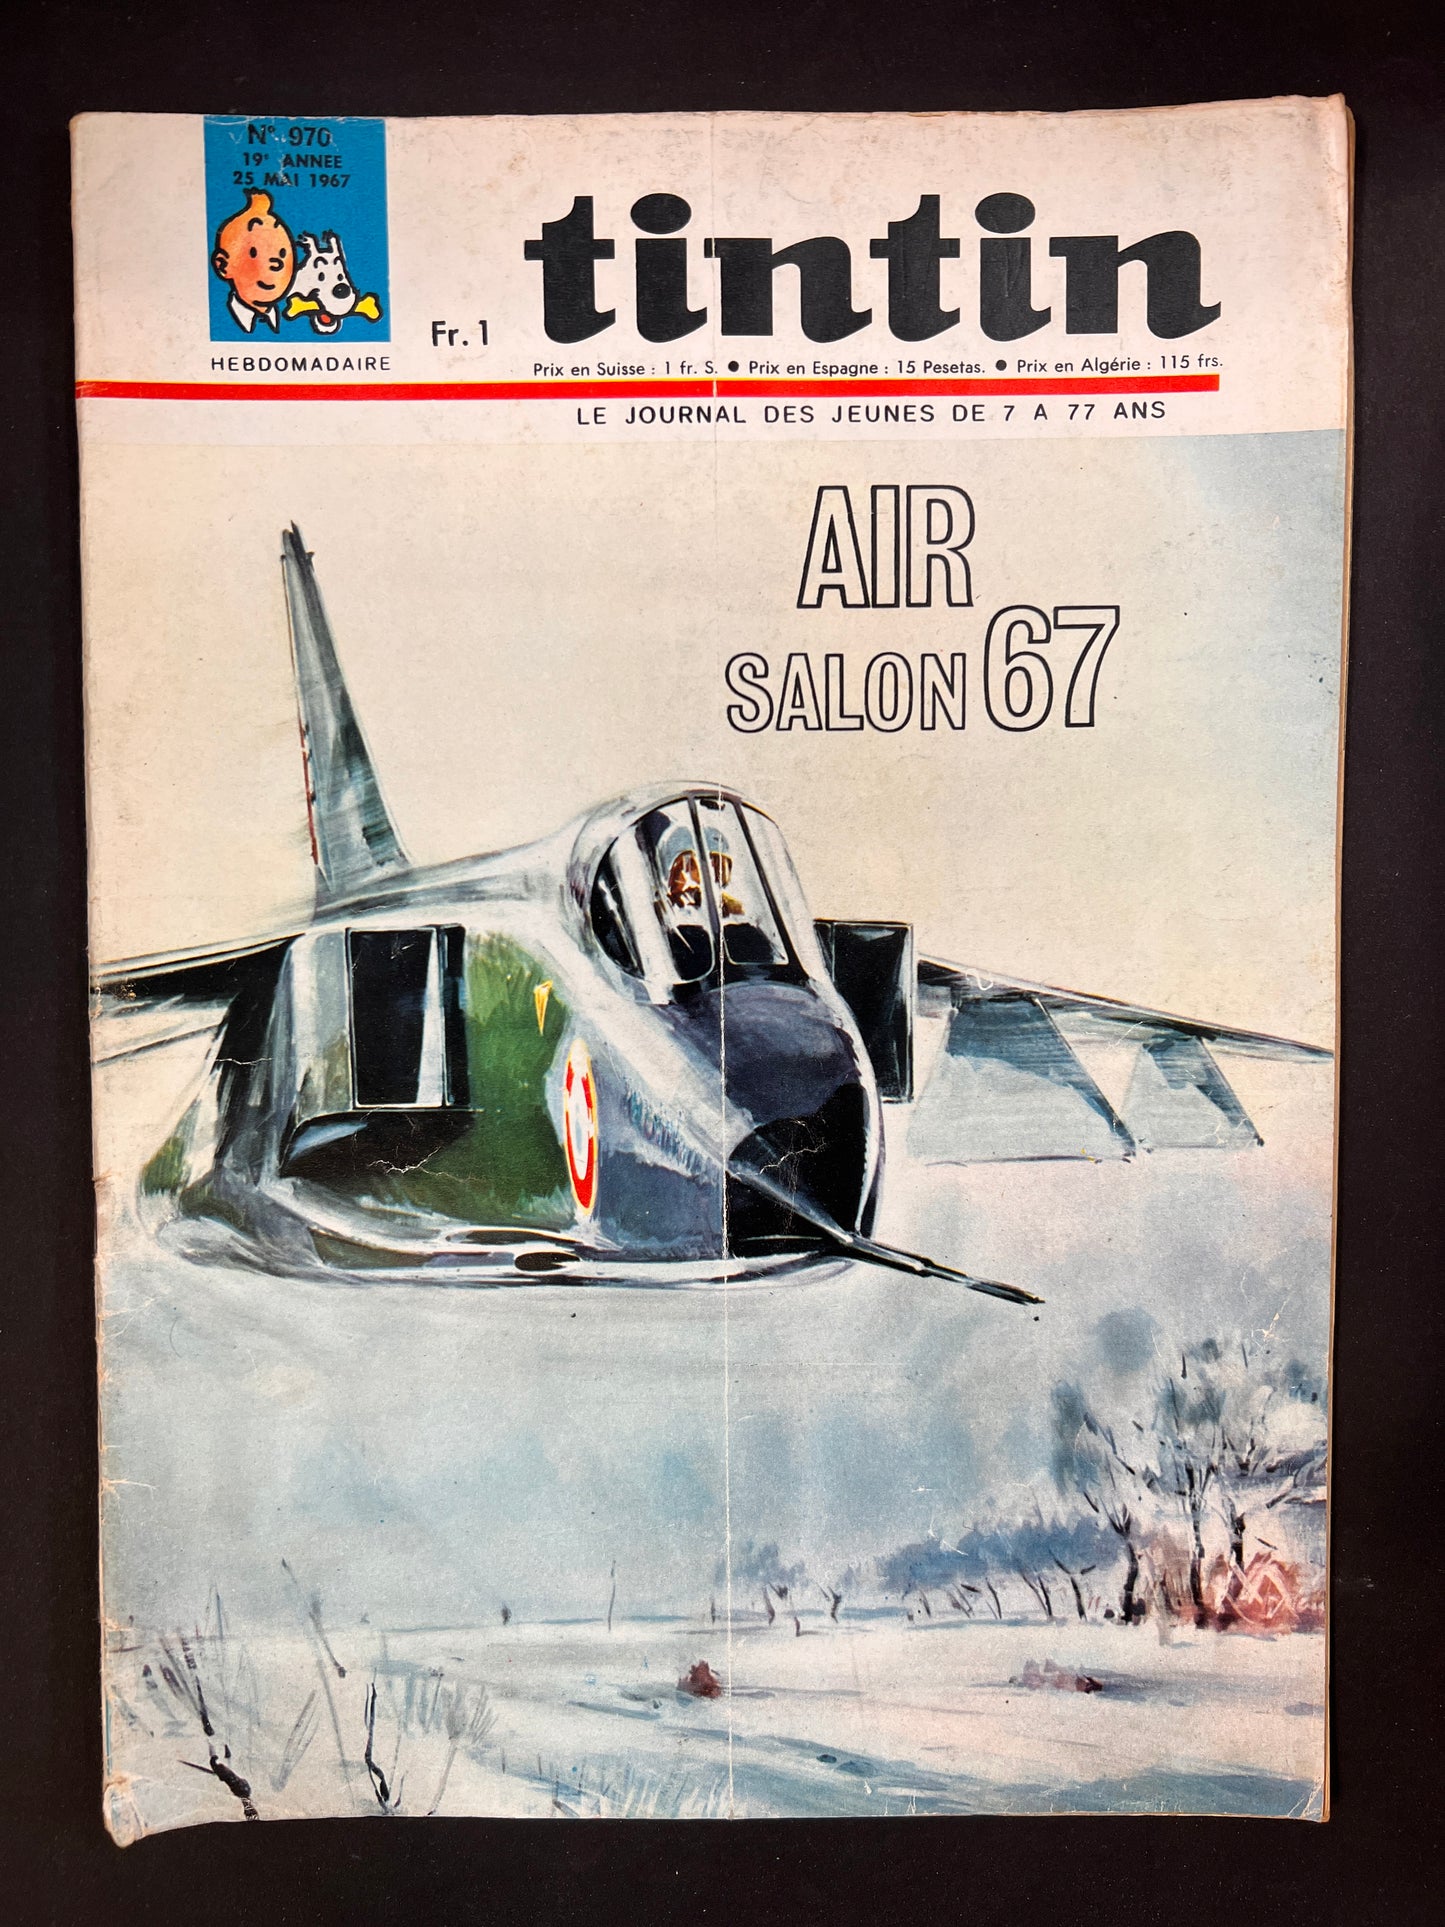 N° 970
19e ANNEE
25 MAI 1967
tintin
Fr. 1
HEBDOMADAIRE
Prix en Suisse : 1 fr. S. ● Prix en Espagne : 15 Pesetas. ● Prix en Algérie : 115 frs.
LE JOURNAL DES JEUNES DE 7 A 77 ANS
AIR
SALON 67